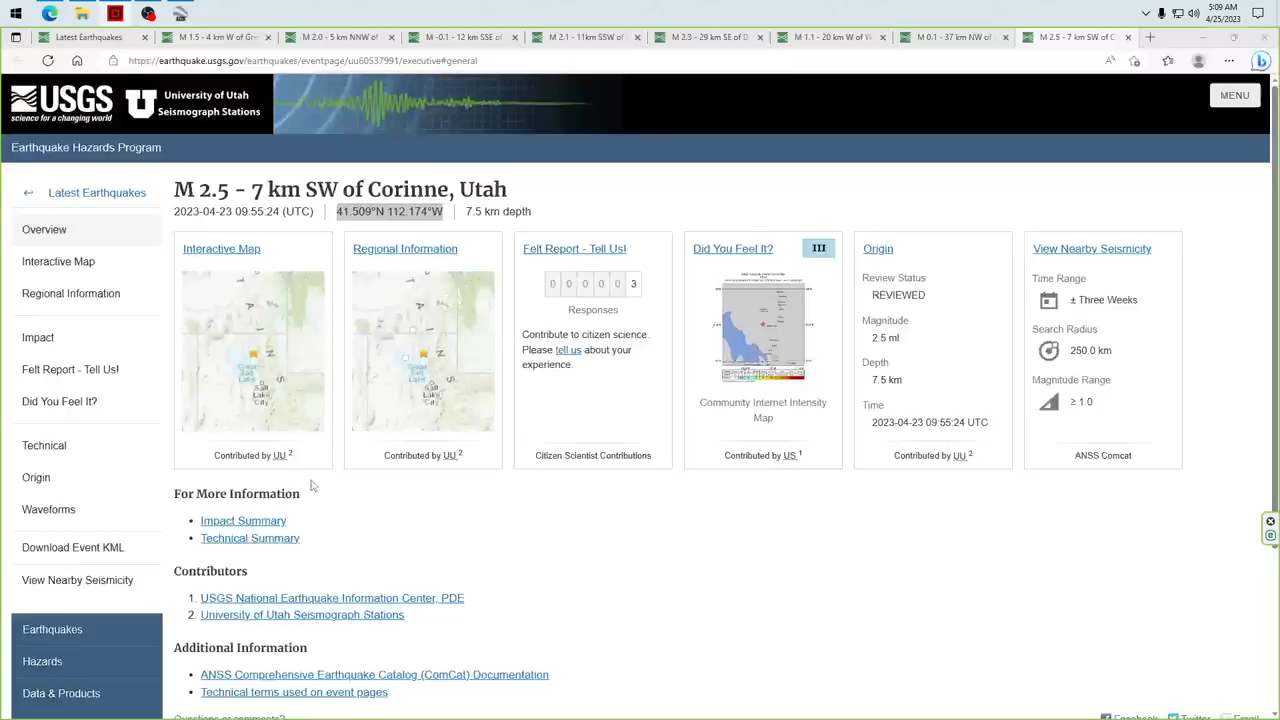 5:09 AM
4/25/2023
Latest Earthquakes
M 1.5 - 4 km W of Gre
M 2.0 - 5 km NNW of
M -0.1 - 12 km SSE of
M 2.1 - 11km SSW of
M 2.3 - 29 km SE of D
M 1.1 - 20 km W of W
M 0.1 - 37 km NW of
M 2.5 - 7 km SW of C
https://earthquake.usgs.gov/earthquakes/eventpage/uu60537991/executive#general
USGS
science for a changing world
U
University of Utah
Seismograph Stations
MENU
Earthquake Hazards Program
Latest Earthquakes
Overview
Interactive Map
Regional Information
Impact
Felt Report - Tell Us!
Did You Feel It?
Technical
Origin
Waveforms
Download Event KML
View Nearby Seismicity
Earthquakes
Hazards
Data & Products
M 2.5 - 7 km SW of Corinne, Utah
2023-04-23 09:55:24 (UTC)
41.509°N 112.174°W
7.5 km depth
Interactive Map
Salt
Lake
City
Contributed by UU 2
Regional Information
Salt
Lake
City
Contributed by UU 2
Felt Report - Tell Us!
0 0 0 0 0 3
Responses
Contribute to citizen science.
Please tell us about your
experience.
Citizen Scientist Contributions
Did You Feel It?
III
Community Internet Intensity
Map
Contributed by US 1
Origin
Review Status
REVIEWED
Magnitude
2.5 ml
Depth
7.5 km
Time
2023-04-23 09:55:24 UTC
Contributed by UU 2
View Nearby Seismicity
Time Range
± Three Weeks
Search Radius
250.0 km
Magnitude Range
≥ 1.0
ANSS Comcat
For More Information
• Impact Summary
• Technical Summary
Contributors
1. USGS National Earthquake Information Center, PDE
2. University of Utah Seismograph Stations
Additional Information
• ANSS Comprehensive Earthquake Catalog (ComCat) Documentation
• Technical terms used on event pages
Questions or comments?
Facebook
Twitter
Email